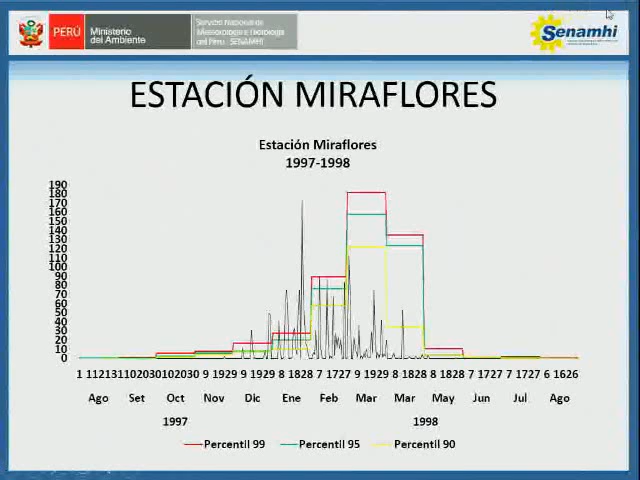 PERÚ
Ministerio
del Ambiente
Servicio Nacional de
Meteorología e Hidrología
del Perú - SENAMHI
Senamhi
ESTACIÓN MIRAFLORES
Estación Miraflores
1997-1998
190
180
170
160
150
140
130
120
110
100
90
80
70
60
50
40
30
20
10
0
1 112131102030102030 9 1929 9 1929 8 1828 7 1727 9 1929 8 1828 8 1828 7 1727 7 1727 6 1626
Ago Set Oct Nov Dic Ene Feb Mar Mar May Jun Jul Ago
1997 1998
Percentil 99 Percentil 95 Percentil 90